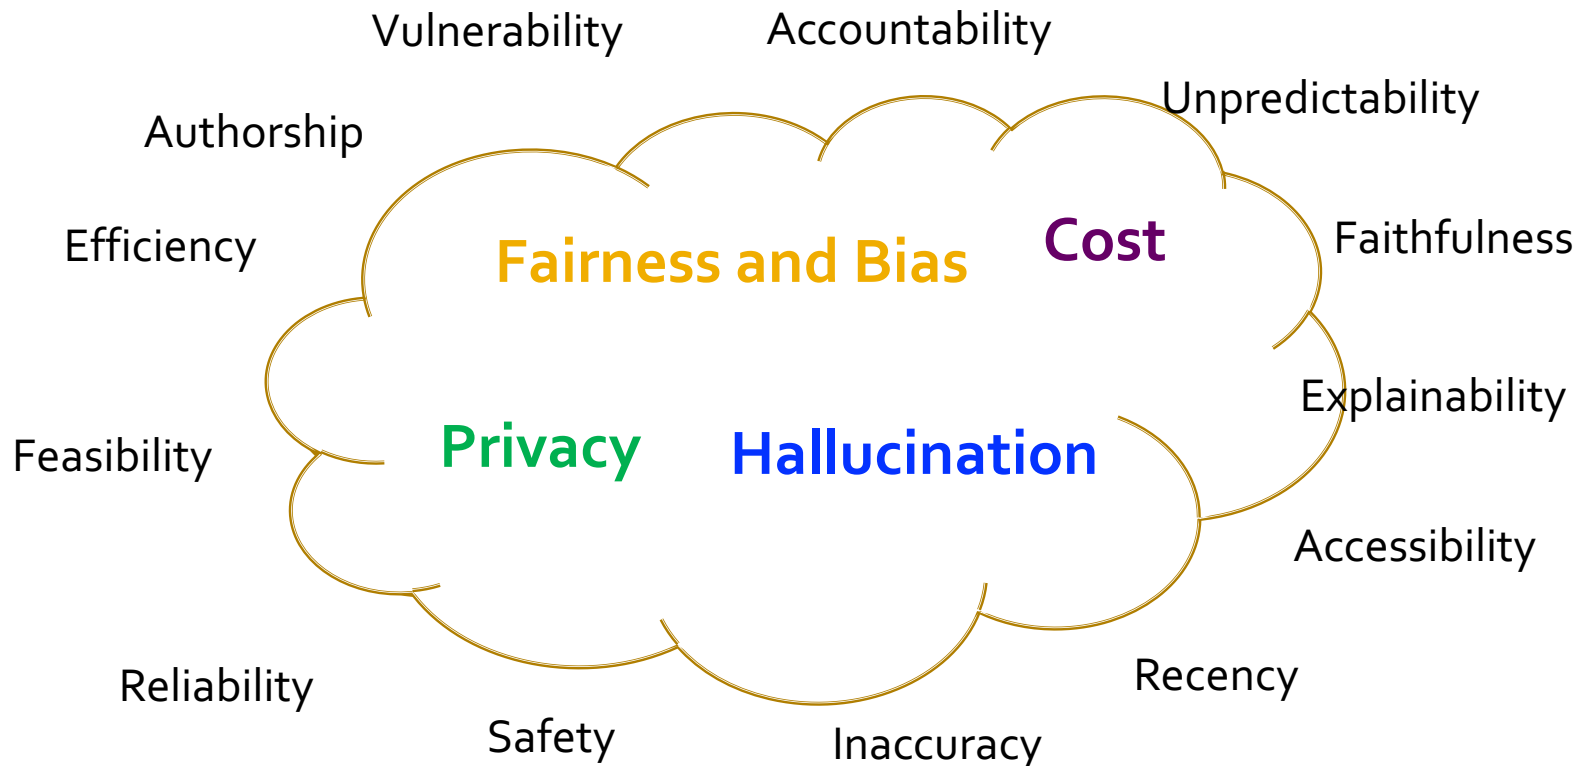 Vulnerability
Accountability
Unpredictability
Authorship
Efficiency
Fairness and Bias
Cost
Faithfulness
Explainability
Feasibility
Privacy
Hallucination
Accessibility
Reliability
Recency
Safety
Inaccuracy